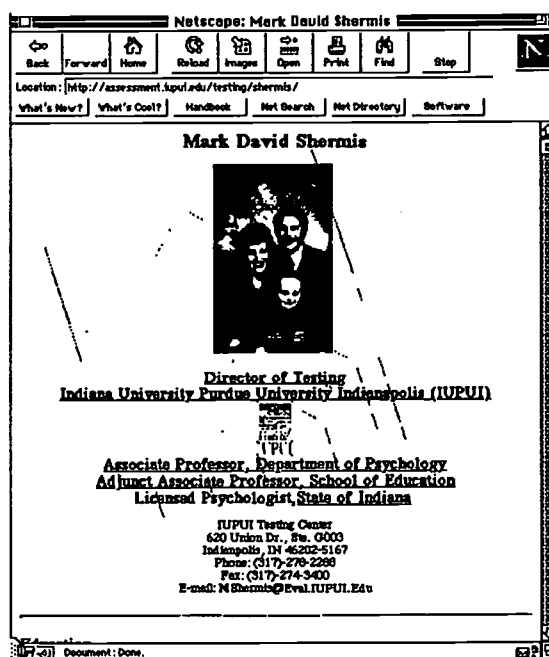 Netscape: Mark David Shermis
Back Forward Home Reload Images Open Print Find Stop
N
Location: http://assessment.iupui.edu/testing/shermis/
What's New? What's Cool? Handbook Net Search Net Directory Software
Mark David Shermis
Director of Testing
Indiana University Purdue University Indianapolis (IUPUI)
Associate Professor, Department of Psychology
Adjunct Associate Professor, School of Education
Licensed Psychologist, State of Indiana
IUPUI Testing Center
620 Union Dr., Ste. G003
Indianpolis, IN 46202-5167
Phone: (317)-278-2288
Fax: (317)-274-3400
E-mail: MShermis@Eval.IUPUI.Edu
Education
Document: Done.